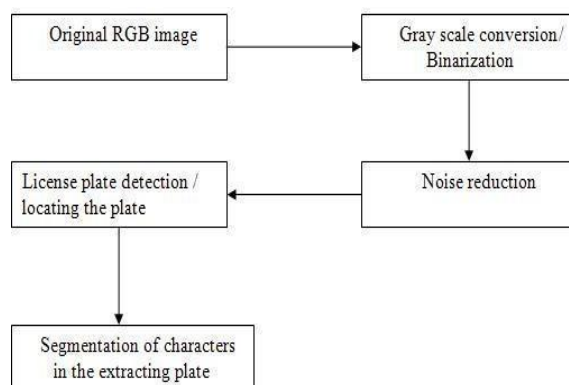 Original RGB image
Gray scale conversion/
Binarization
Noise reduction
License plate detection /
locating the plate
Segmentation of characters
in the extracting plate